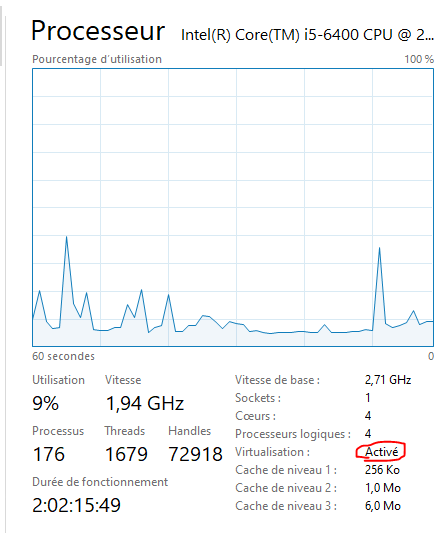 Processeur Intel(R) Core(TM) i5-6400 CPU @ 2...
Pourcentage d'utilisation 100 %
60 secondes 0
Utilisation Vitesse
9% 1,94 GHz
Processus Threads Handles
176 1679 72918
Durée de fonctionnement
2:02:15:49
Vitesse de base : 2,71 GHz
Sockets : 1
Cœurs : 4
Processeurs logiques : 4
Virtualisation : Activé
Cache de niveau 1 : 256 Ko
Cache de niveau 2 : 1,0 Mo
Cache de niveau 3 : 6,0 Mo